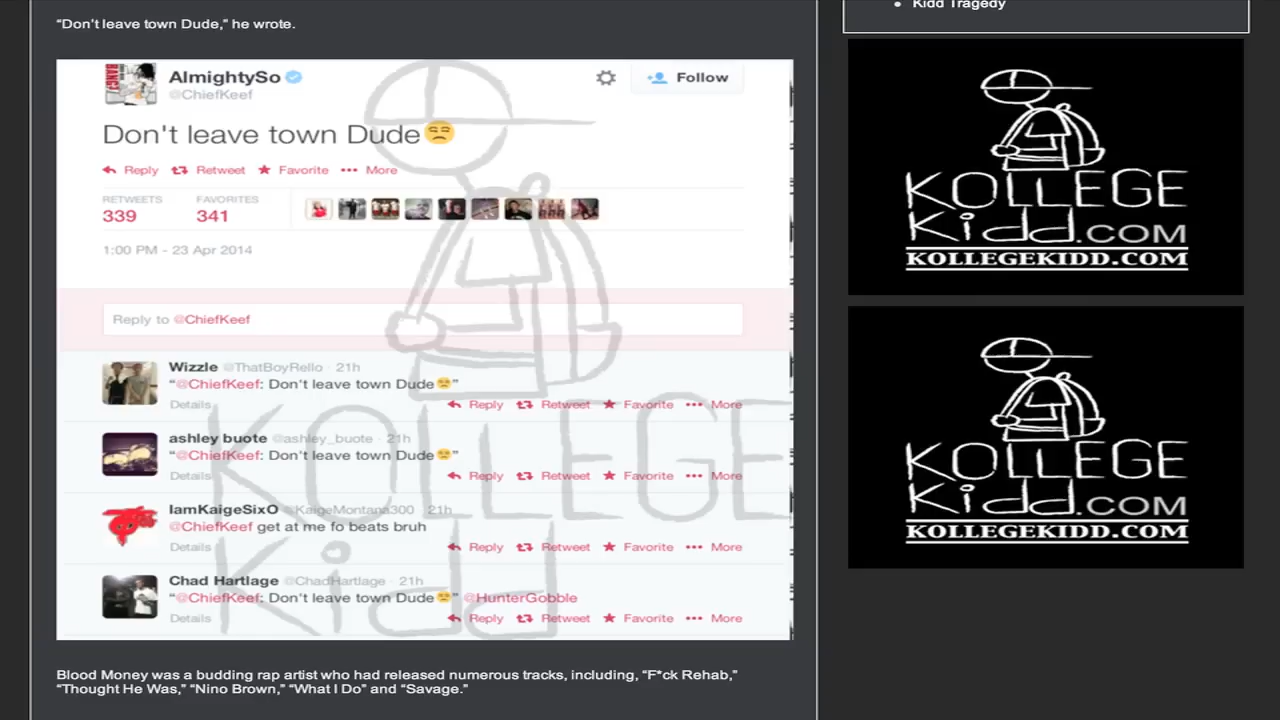 “Don’t leave town Dude,” he wrote.
Kidd Tragedy
AlmightySo
@ChiefKeef
Follow
Don't leave town Dude
Reply Retweet Favorite More
RETWEETS FAVORITES
339 341
1:00 PM - 23 Apr 2014
Reply to @ChiefKeef
Wizzle @ThatBoyRello · 21h
“@ChiefKeef: Don't leave town Dude”
Details Reply Retweet Favorite More
ashley buote @ashley_buote · 21h
“@ChiefKeef: Don't leave town Dude”
Details Reply Retweet Favorite More
IamKaigeSixO @KaigeMontana300 · 21h
@ChiefKeef get at me fo beats bruh
Details Reply Retweet Favorite More
Chad Hartlage @ChadHartlage · 21h
“@ChiefKeef: Don't leave town Dude” @HunterGobble
Details Reply Retweet Favorite More
KOLLEGE
Kidd
Blood Money was a budding rap artist who had released numerous tracks, including, “F*ck Rehab,”
“Thought He Was,” “Nino Brown,” “What I Do” and “Savage.”
KOLLEGE
Kidd.COM
KOLLEGEKIDD.COM
KOLLEGE
Kidd.COM
KOLLEGEKIDD.COM